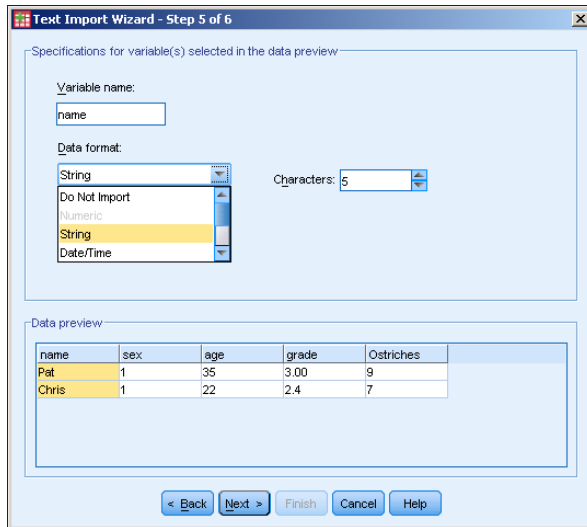 Text Import Wizard - Step 5 of 6
Specifications for variable(s) selected in the data preview
Variable name:
name
Data format:
String
Characters: 5
Do Not Import
Numeric
String
Date/Time
Data preview
name sex age grade Ostriches
Pat 1 35 3.00 9
Chris 1 22 2.4 7
< Back Next > Finish Cancel Help